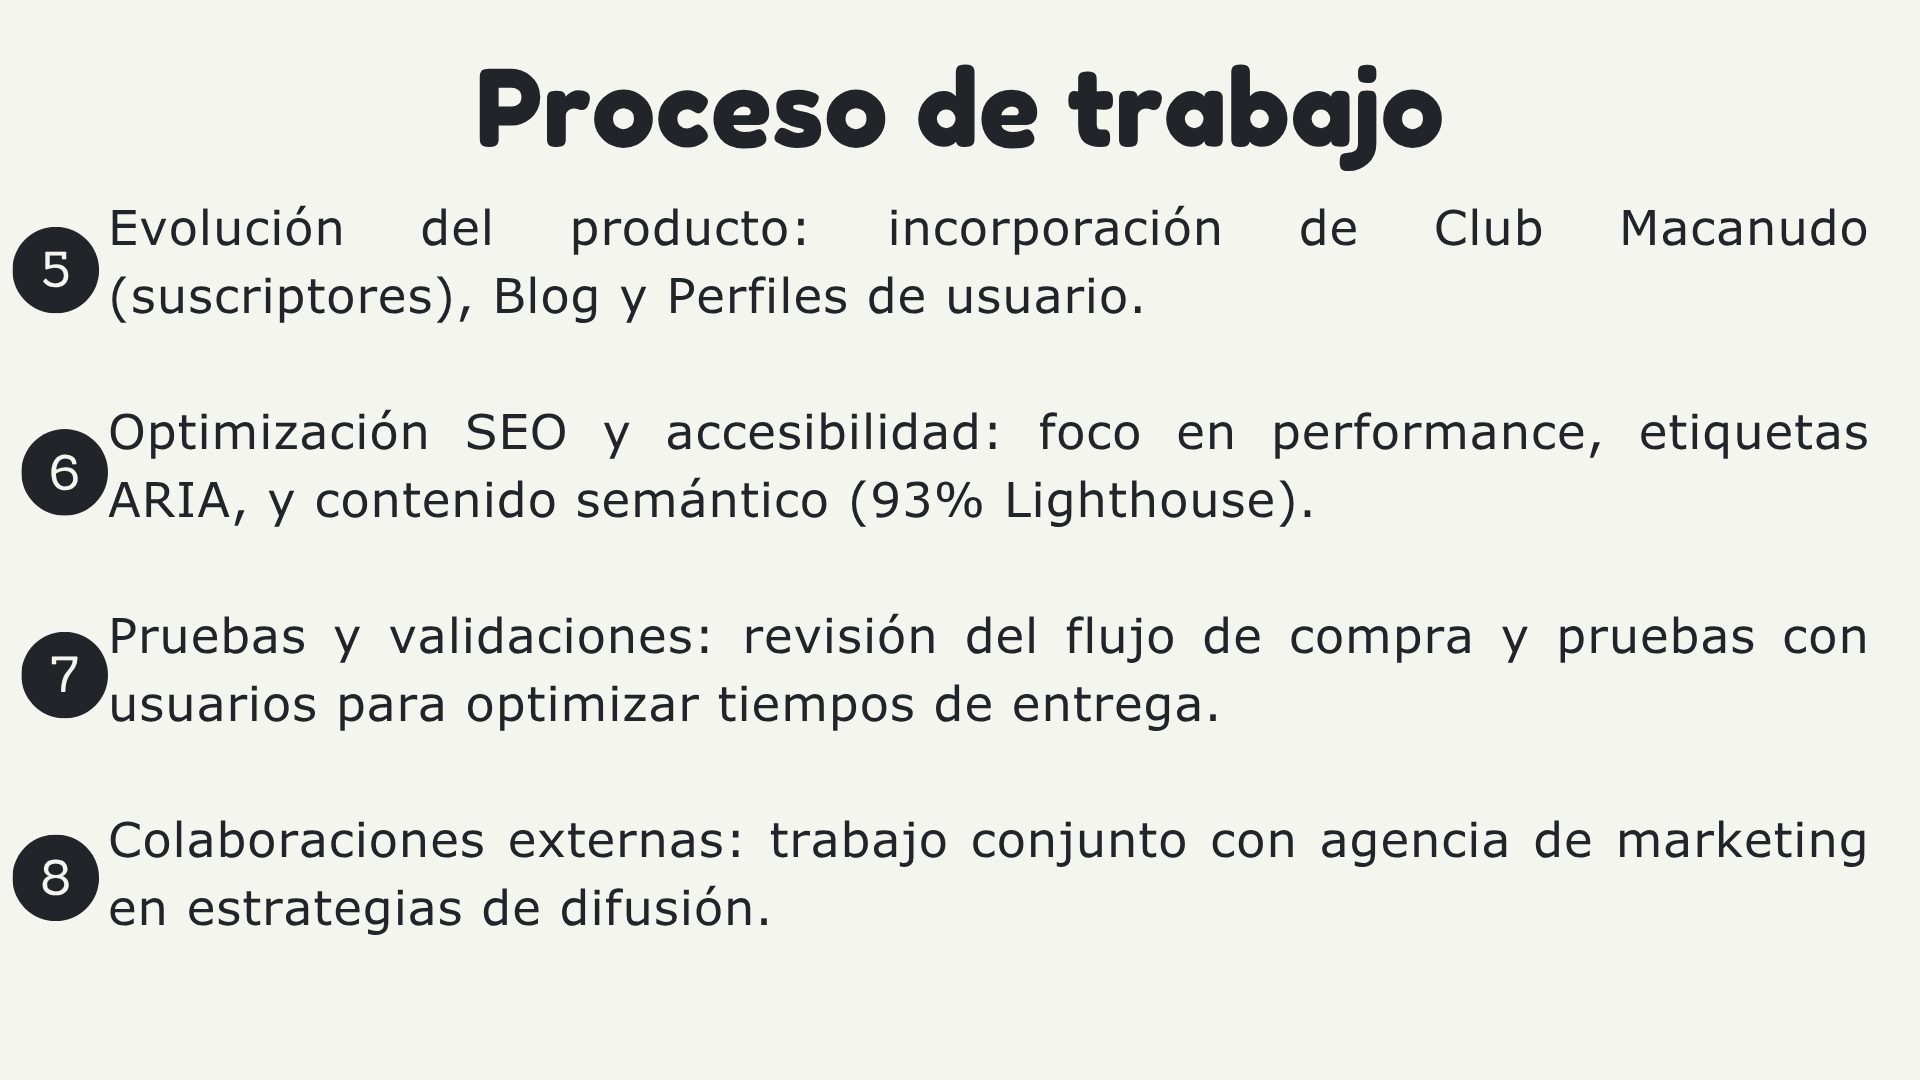 Proceso de trabajo
5
Evolución del producto: incorporación de Club Macanudo
(suscriptores), Blog y Perfiles de usuario.
6
Optimización SEO y accesibilidad: foco en performance, etiquetas
ARIA, y contenido semántico (93% Lighthouse).
7
Pruebas y validaciones: revisión del flujo de compra y pruebas con
usuarios para optimizar tiempos de entrega.
8
Colaboraciones externas: trabajo conjunto con agencia de marketing
en estrategias de difusión.